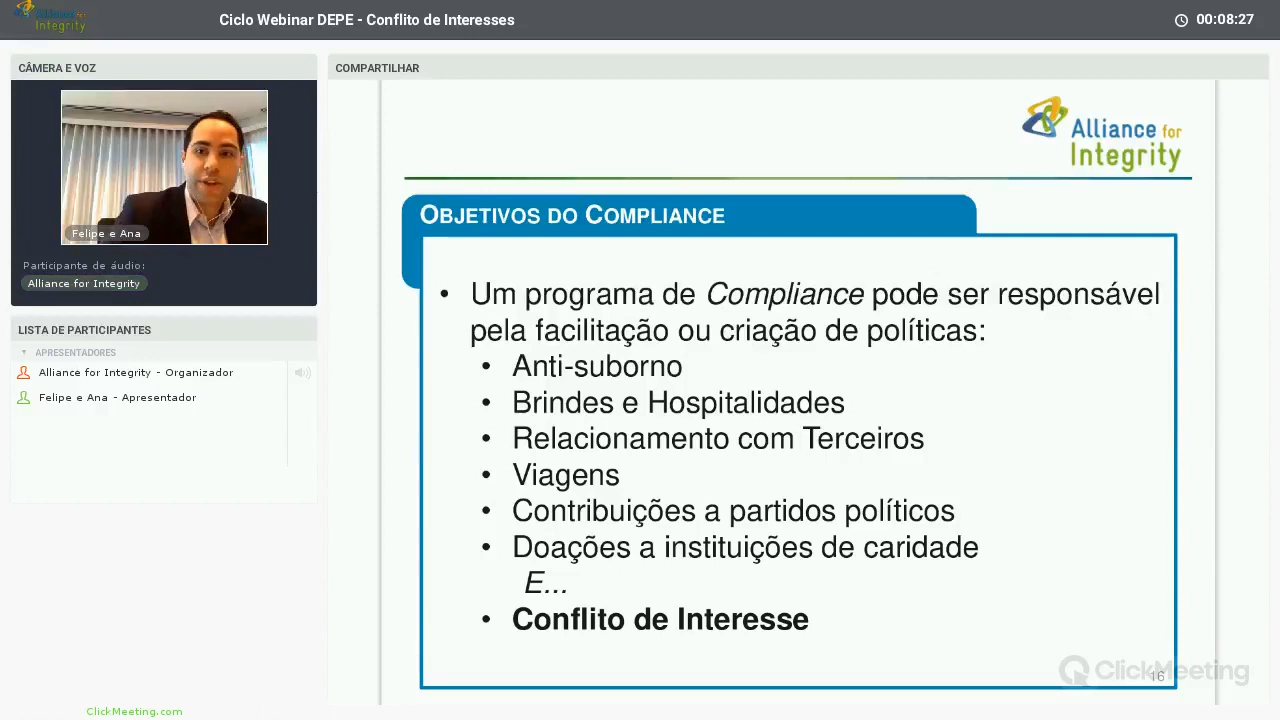 Alliance for
Integrity
Ciclo Webinar DEPE - Conflito de Interesses
00:08:27
CÂMERA E VOZ
Felipe e Ana
Participante de áudio:
Alliance for Integrity
LISTA DE PARTICIPANTES
APRESENTADORES
Alliance for Integrity - Organizador
Felipe e Ana - Apresentador
COMPARTILHAR
Alliance for
Integrity
OBJETIVOS DO COMPLIANCE
• Um programa de Compliance pode ser responsável
pela facilitação ou criação de políticas:
• Anti-suborno
• Brindes e Hospitalidades
• Relacionamento com Terceiros
• Viagens
• Contribuições a partidos políticos
• Doações a instituições de caridade
E...
• Conflito de Interesse
ClickMeeting
16
ClickMeeting.com